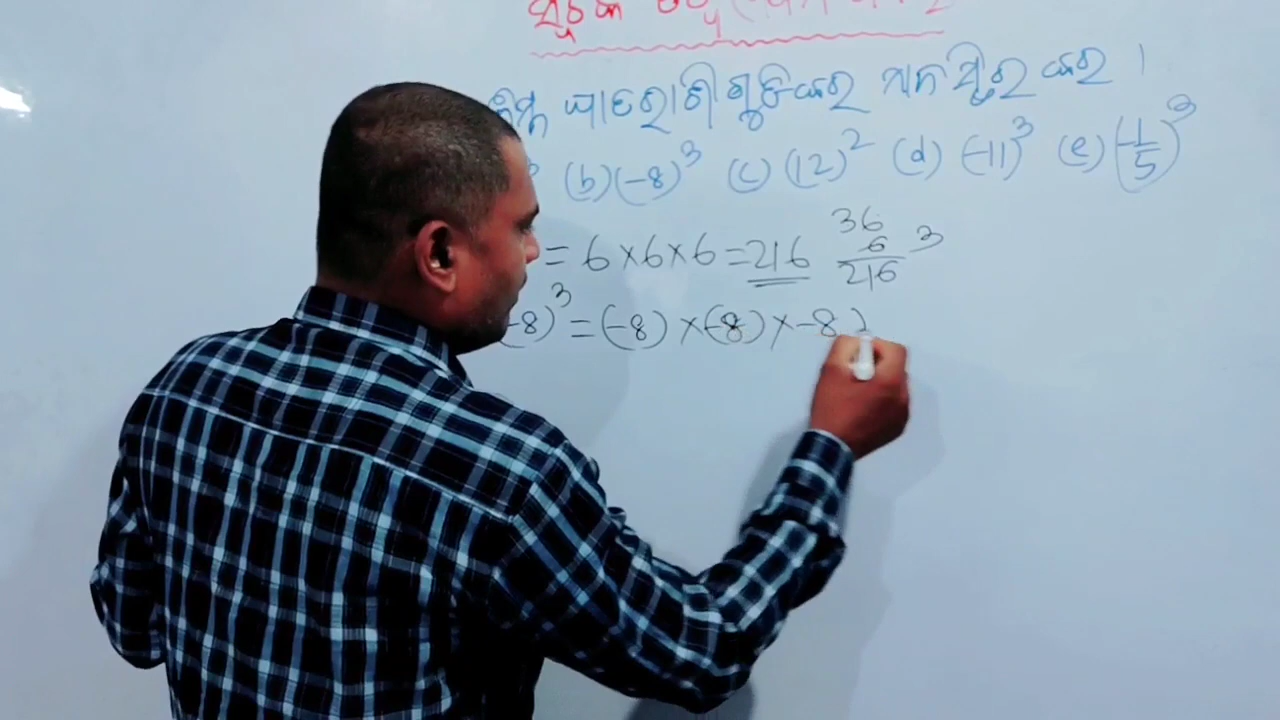 ଯାତରାଶି ଗୁଡିକର ମାନ ସ୍ଥିର କର ।
(b) (-8)³ (c) (12)² (d) (-11)³ (e) (-1/5)³
= 6×6×6 = 216 36
6 3
216
-8)³ = (-8) × (-8) × -8)